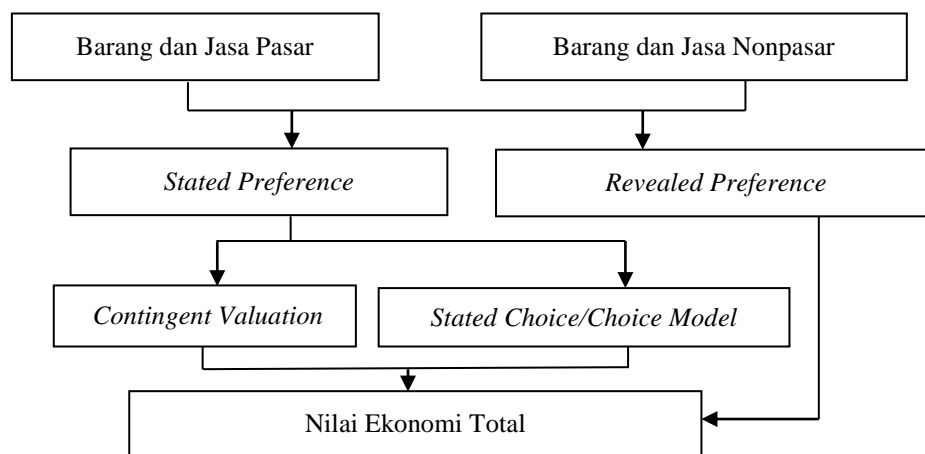 Barang dan Jasa Pasar
Barang dan Jasa Nonpasar
Stated Preference
Revealed Preference
Contingent Valuation
Stated Choice/Choice Model
Nilai Ekonomi Total